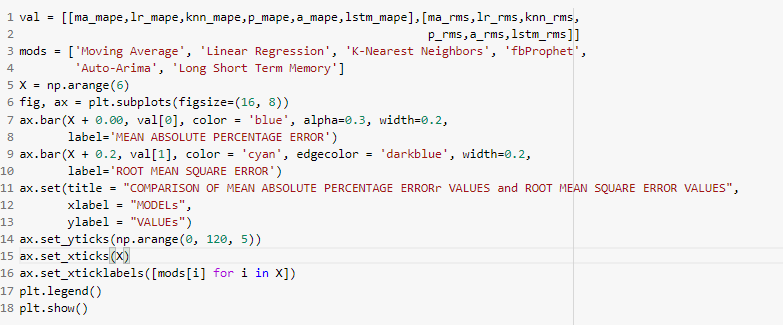 1 val = [[ma_mape,lr_mape,knn_mape,p_mape,a_mape,lstm_mape],[ma_rms,lr_rms,knn_rms,
2 p_rms,a_rms,lstm_rms]]
3 mods = ['Moving Average', 'Linear Regression', 'K-Nearest Neighbors', 'fbProphet',
4 'Auto-Arima', 'Long Short Term Memory']
5 X = np.arange(6)
6 fig, ax = plt.subplots(figsize=(16, 8))
7 ax.bar(X + 0.00, val[0], color = 'blue', alpha=0.3, width=0.2,
8 label='MEAN ABSOLUTE PERCENTAGE ERROR')
9 ax.bar(X + 0.2, val[1], color = 'cyan', edgecolor = 'darkblue', width=0.2,
10 label='ROOT MEAN SQUARE ERROR')
11 ax.set(title = "COMPARISON OF MEAN ABSOLUTE PERCENTAGE ERRORr VALUES and ROOT MEAN SQUARE ERROR VALUES",
12 xlabel = "MODELs",
13 ylabel = "VALUEs")
14 ax.set_yticks(np.arange(0, 120, 5))
15 ax.set_xticks(X)
16 ax.set_xticklabels([mods[i] for i in X])
17 plt.legend()
18 plt.show()